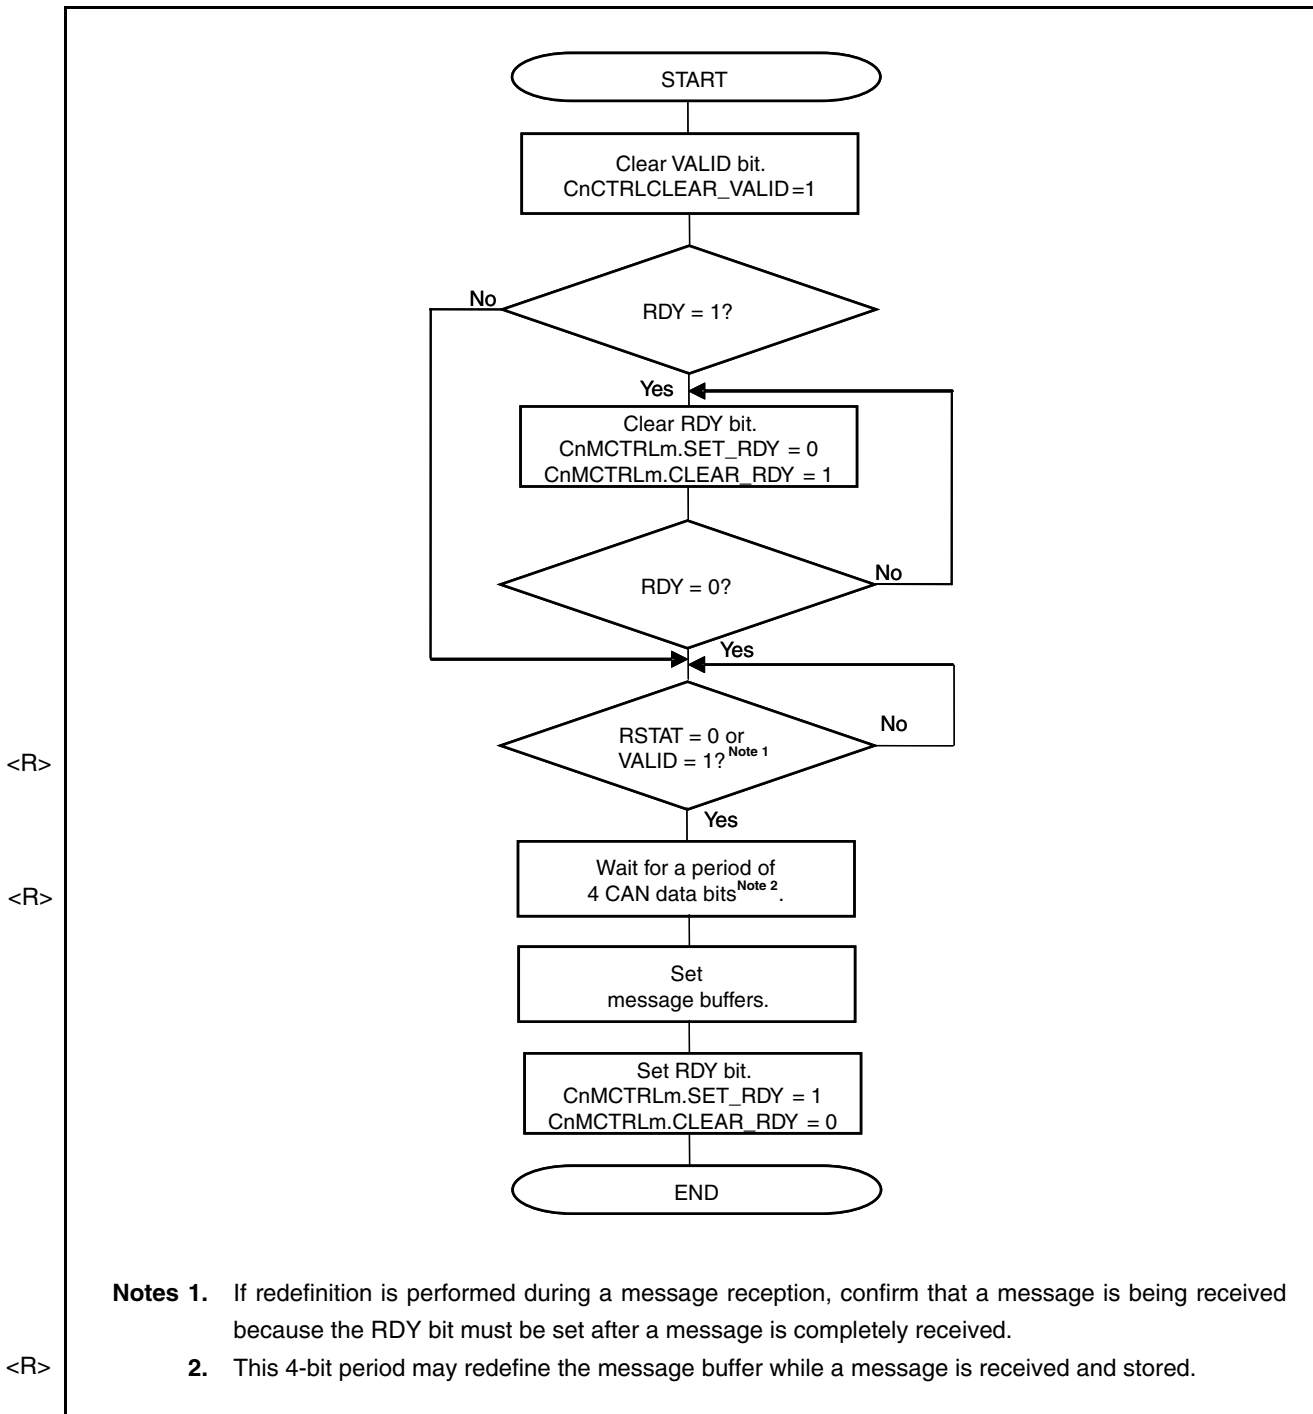 START
Clear VALID bit.
CnCTRLCLEAR_VALID=1
No
RDY = 1?
Yes
Clear RDY bit.
CnMCTRLm.SET_RDY = 0
CnMCTRLm.CLEAR_RDY = 1
RDY = 0?
No
Yes
No
RSTAT = 0 or
<R>
VALID = 1? Note 1
Yes
Wait for a period of
<R>
4 CAN data bits Note 2.
Set
message buffers.
Set RDY bit.
CnMCTRLm.SET_RDY = 1
CnMCTRLm.CLEAR_RDY = 0
END
Notes 1. If redefinition is performed during a message reception, confirm that a message is being received
because the RDY bit must be set after a message is completely received.
<R> 2. This 4-bit period may redefine the message buffer while a message is received and stored.